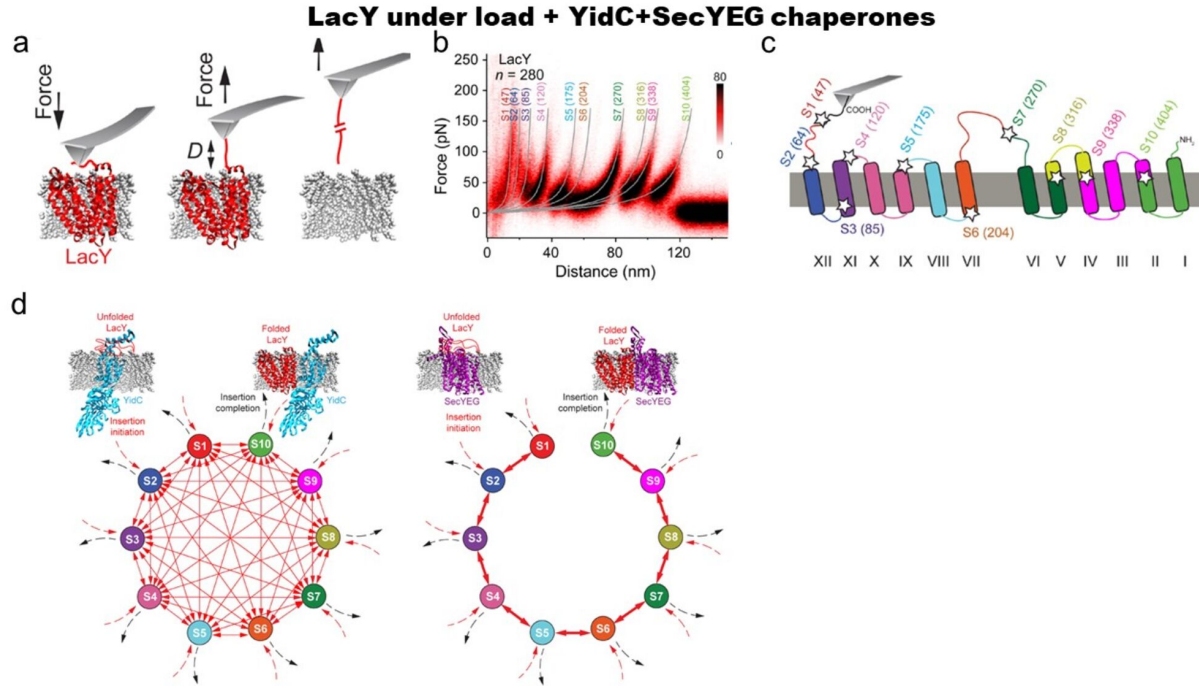 LacY under load + YidC+SecYEG chaperones
a
Force
Force
D
LacY
b
LacY
n = 280
S1 (47)
S2 (64)
S3 (85)
S4 (120)
S5 (175)
S6 (204)
S7 (270)
S8 (316)
S9 (338)
S10 (404)
80
0
Force (pN)
250
200
150
100
50
0
0
40
80
120
Distance (nm)
c
S1 (47)
S2 (64)
COOH
S4 (120)
S5 (175)
S7 (270)
S8 (316)
S9 (338)
S10 (404)
NH2
S3 (85)
S6 (204)
XII XI X IX VIII VII VI V IV III II I
d
Unfolded
LacY
YidC
Insertion
initiation
Folded
LacY
YidC
Insertion
completion
S1
S10
S2
S9
S3
S8
S4
S7
S5
S6
Unfolded
LacY
SecYEG
Insertion
initiation
Folded
LacY
SecYEG
Insertion
completion
S1
S10
S2
S9
S3
S8
S4
S7
S5
S6